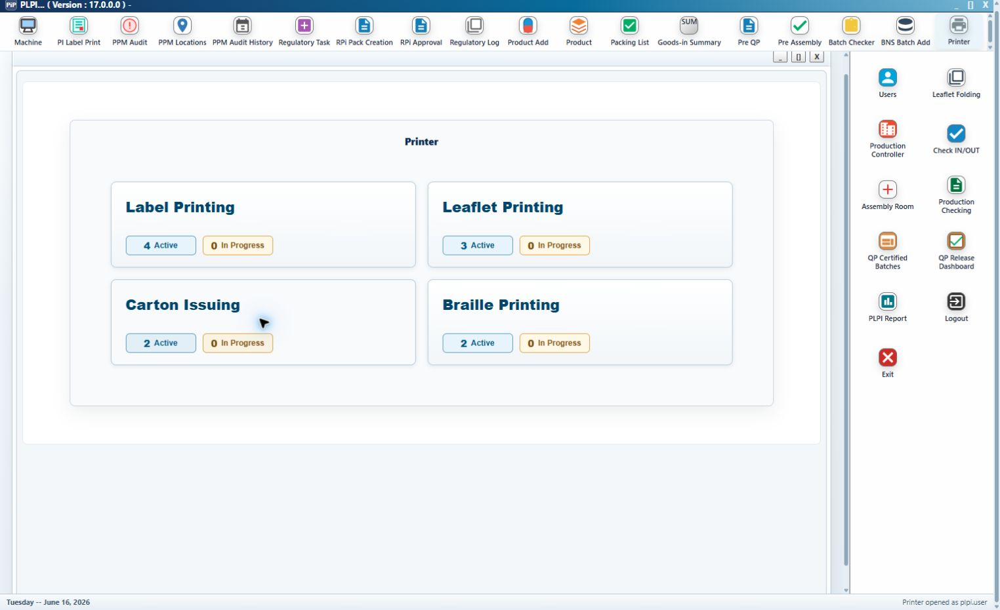 PiP PLPI... ( Version : 17.0.0.0 ) -
_ [] X
Machine
PI Label Print
PPM Audit
PPM Locations
PPM Audit History
Regulatory Task
RPi Pack Creation
RPi Approval
Regulatory Log
Product Add
Product
Packing List
SUM
Goods-in Summary
Pre QP
Pre Assembly
Batch Checker
BNS Batch Add
Printer
_ [] X
Printer
Label Printing
4 Active
0 In Progress
Leaflet Printing
3 Active
0 In Progress
Carton Issuing
2 Active
0 In Progress
Braille Printing
2 Active
0 In Progress
Users
Leaflet Folding
Production
Controller
Check IN/OUT
Assembly Room
Production
Checking
QP Certified
Batches
QP Release
Dashboard
PLPI Report
Logout
Exit
Tuesday -- June 16, 2026
Printer opened as plpi.user